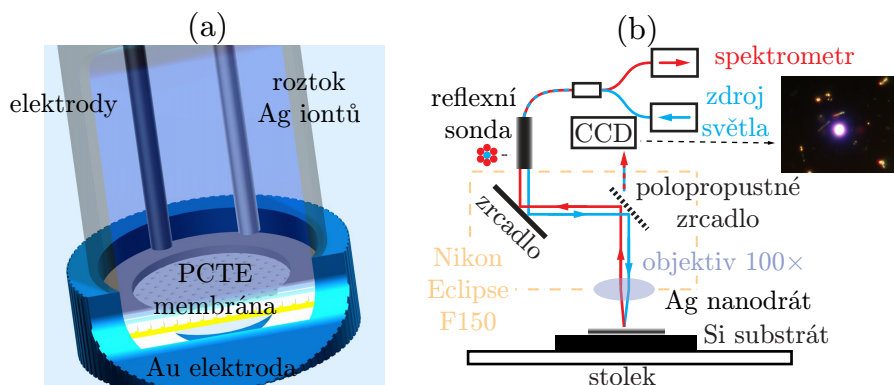 (a)
elektrody
roztok
Ag iontů
PCTE
membrána
Au elektroda
(b)
spektrometr
reflexní
sonda
CCD
zdroj
světla
zrcadlo
polopropustné
zrcadlo
Nikon
Eclipse
F150
objektiv 100×
Ag nanodrát
Si substrát
stolek